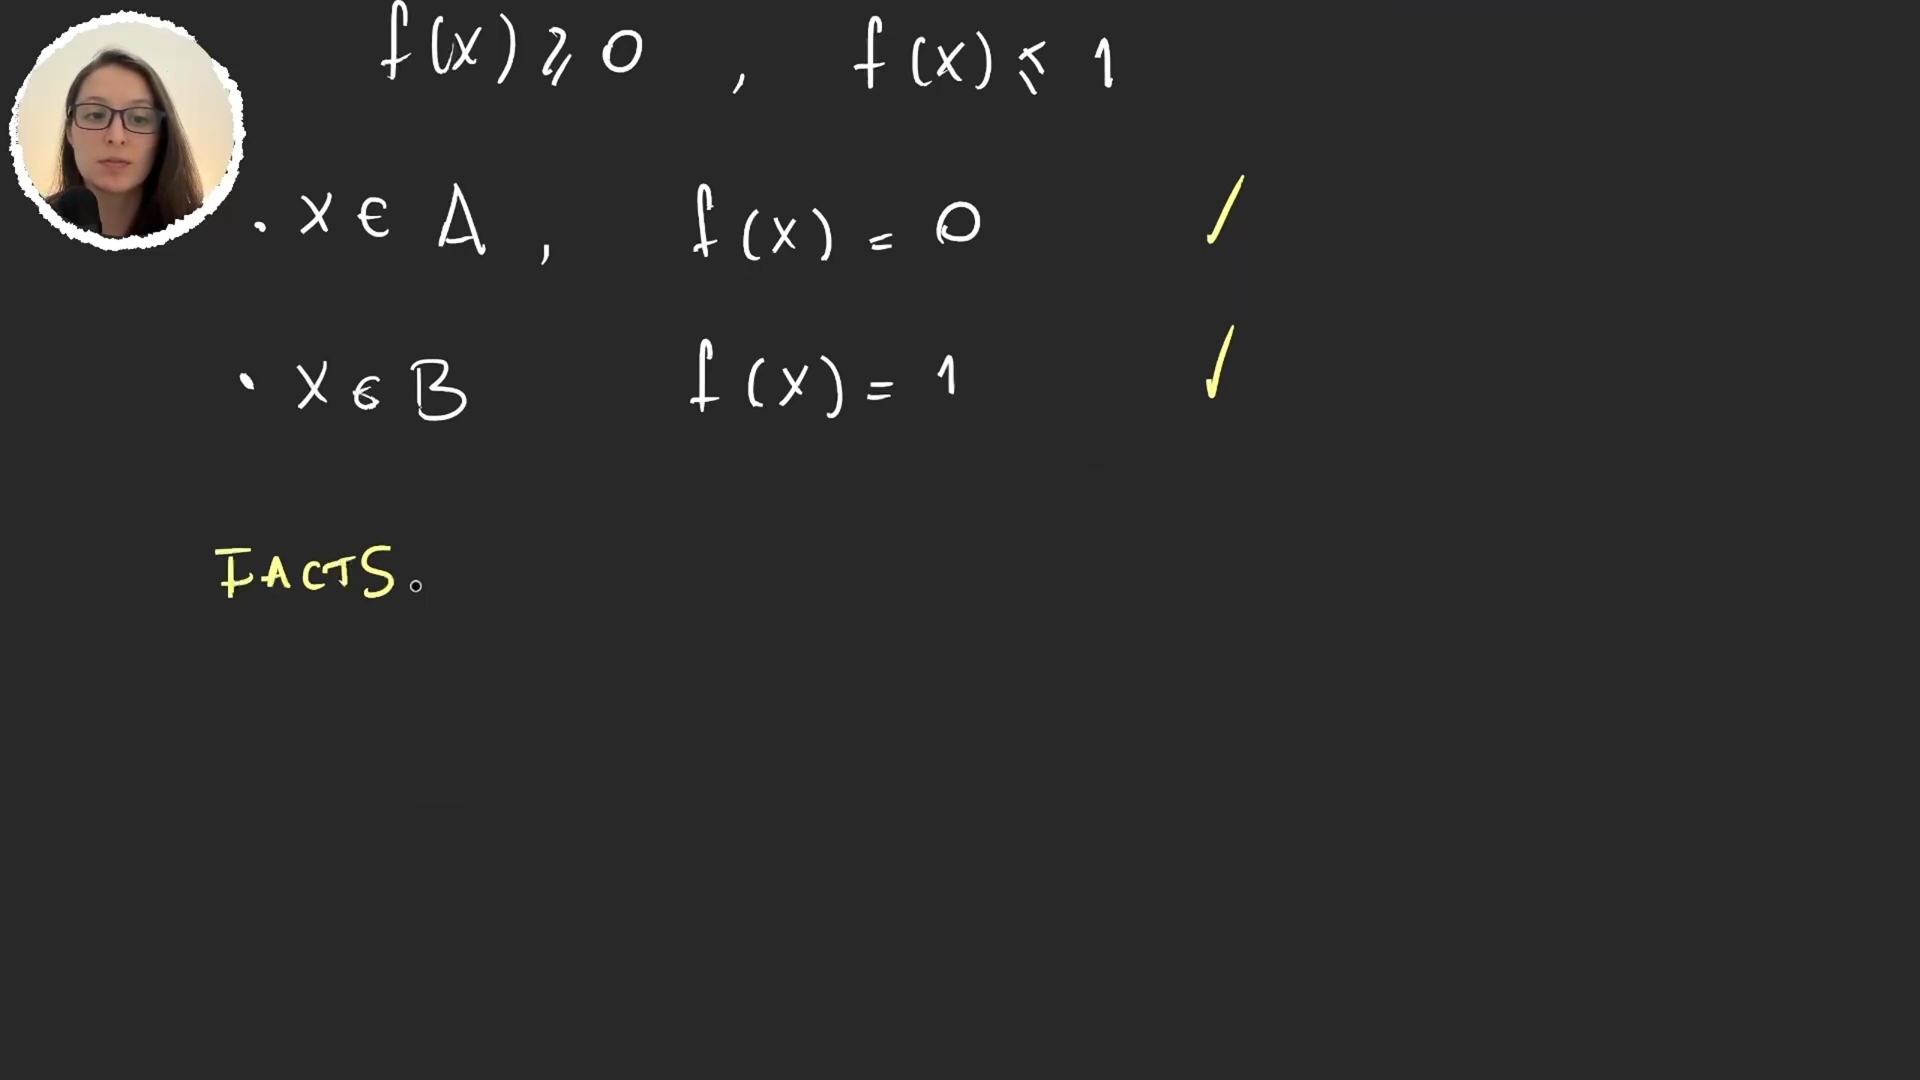 f(x) ⩾ 0 , f(x) ⩽ 1
• x ∈ A , f(x) = 0 ✓
• x ∈ B f(x) = 1 ✓
FACTS.